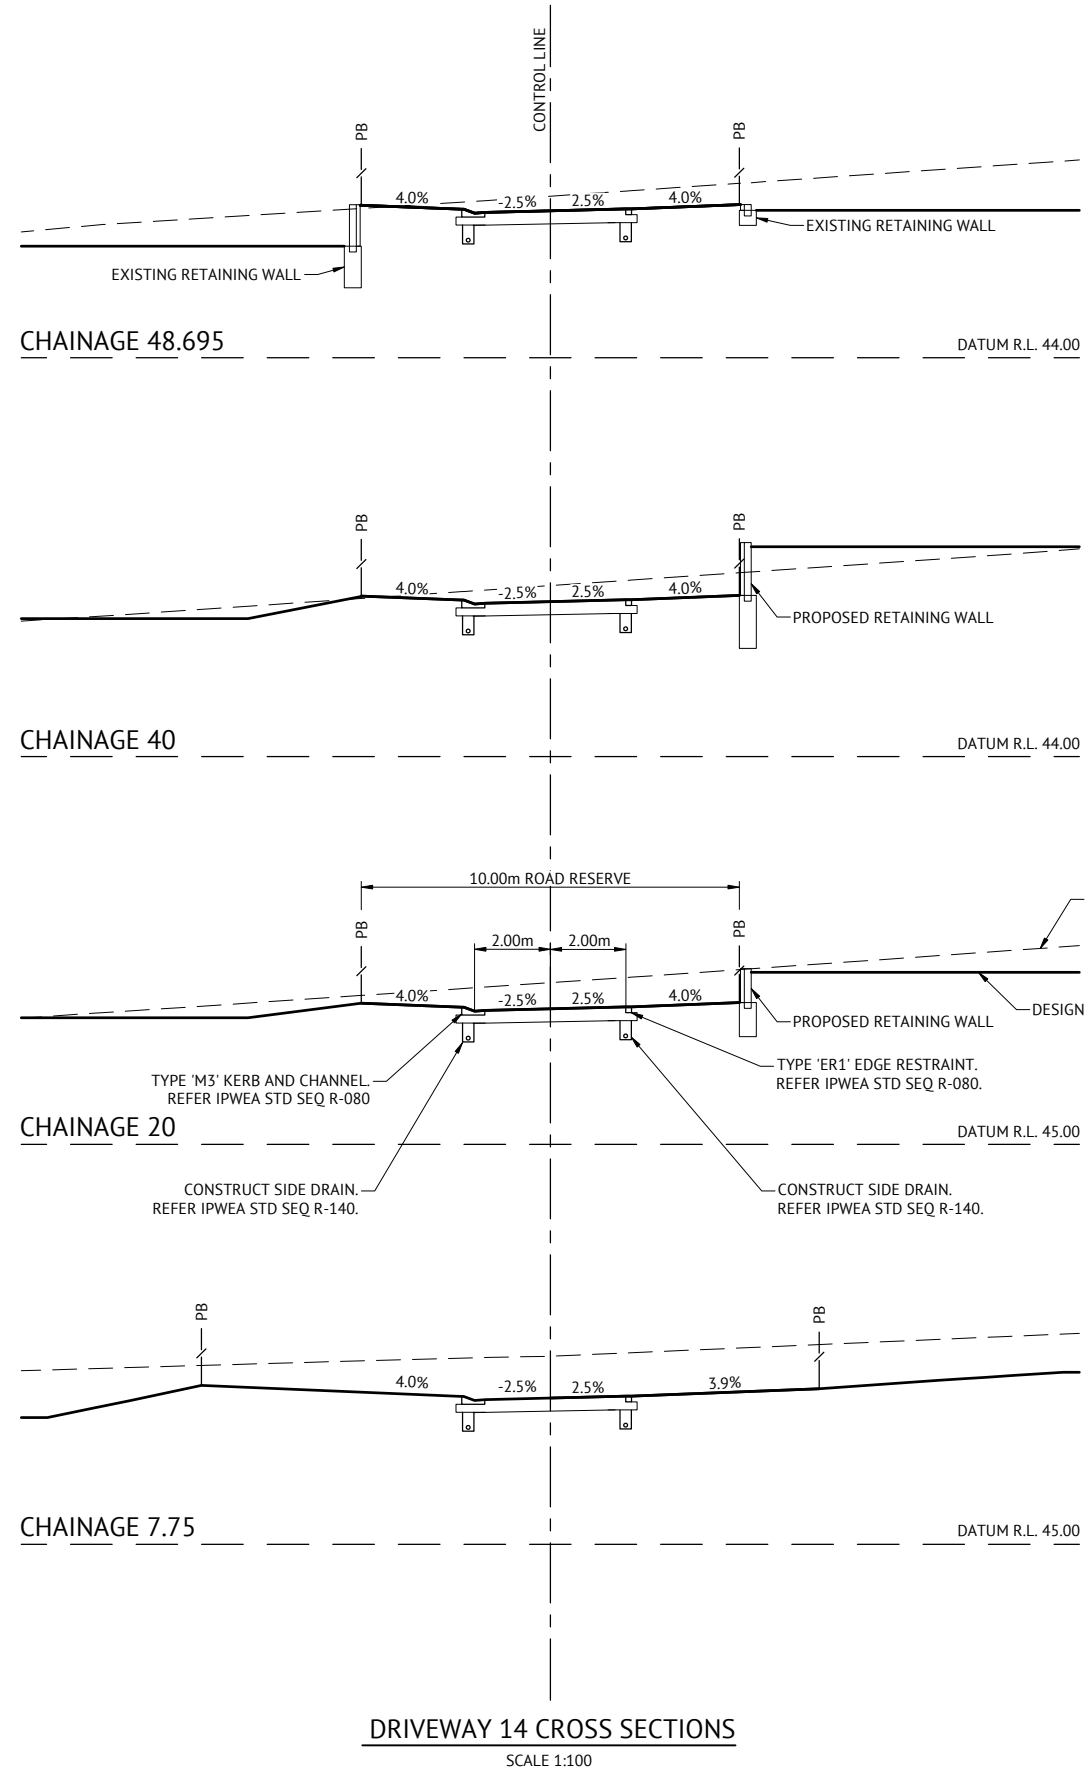 CONTROL LINE
PB
PB
4.0%
-2.5%
2.5%
4.0%
EXISTING RETAINING WALL
EXISTING RETAINING WALL
CHAINAGE 48.695
DATUM R.L. 44.00
PB
PB
4.0%
-2.5%
2.5%
4.0%
PROPOSED RETAINING WALL
CHAINAGE 40
DATUM R.L. 44.00
10.00m ROAD RESERVE
PB
PB
2.00m
2.00m
4.0%
-2.5%
2.5%
4.0%
DESIGN
PROPOSED RETAINING WALL
TYPE 'M3' KERB AND CHANNEL.
REFER IPWEA STD SEQ R-080
TYPE 'ER1' EDGE RESTRAINT.
REFER IPWEA STD SEQ R-080.
CHAINAGE 20
DATUM R.L. 45.00
CONSTRUCT SIDE DRAIN.
REFER IPWEA STD SEQ R-140.
CONSTRUCT SIDE DRAIN.
REFER IPWEA STD SEQ R-140.
PB
PB
4.0%
-2.5%
2.5%
3.9%
CHAINAGE 7.75
DATUM R.L. 45.00
DRIVEWAY 14 CROSS SECTIONS
SCALE 1:100